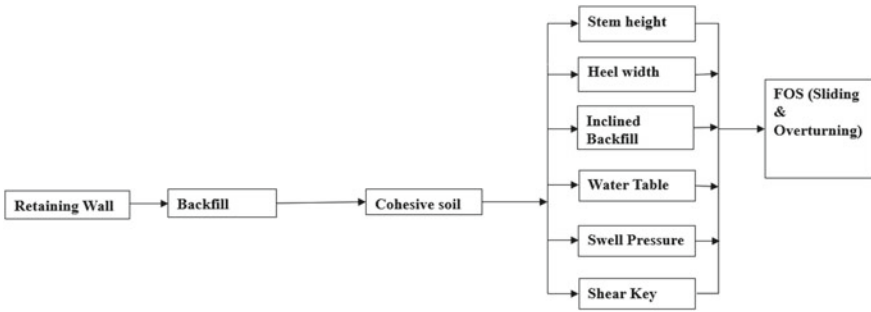 Retaining Wall
Backfill
Cohesive soil
Stem height
Heel width
Inclined
Backfill
Water Table
Swell Pressure
Shear Key
FOS (Sliding
&
Overturning)